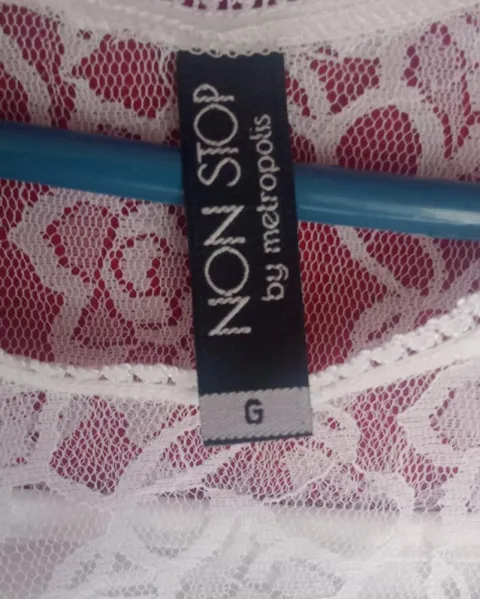 NON STOP
by metropolis
G